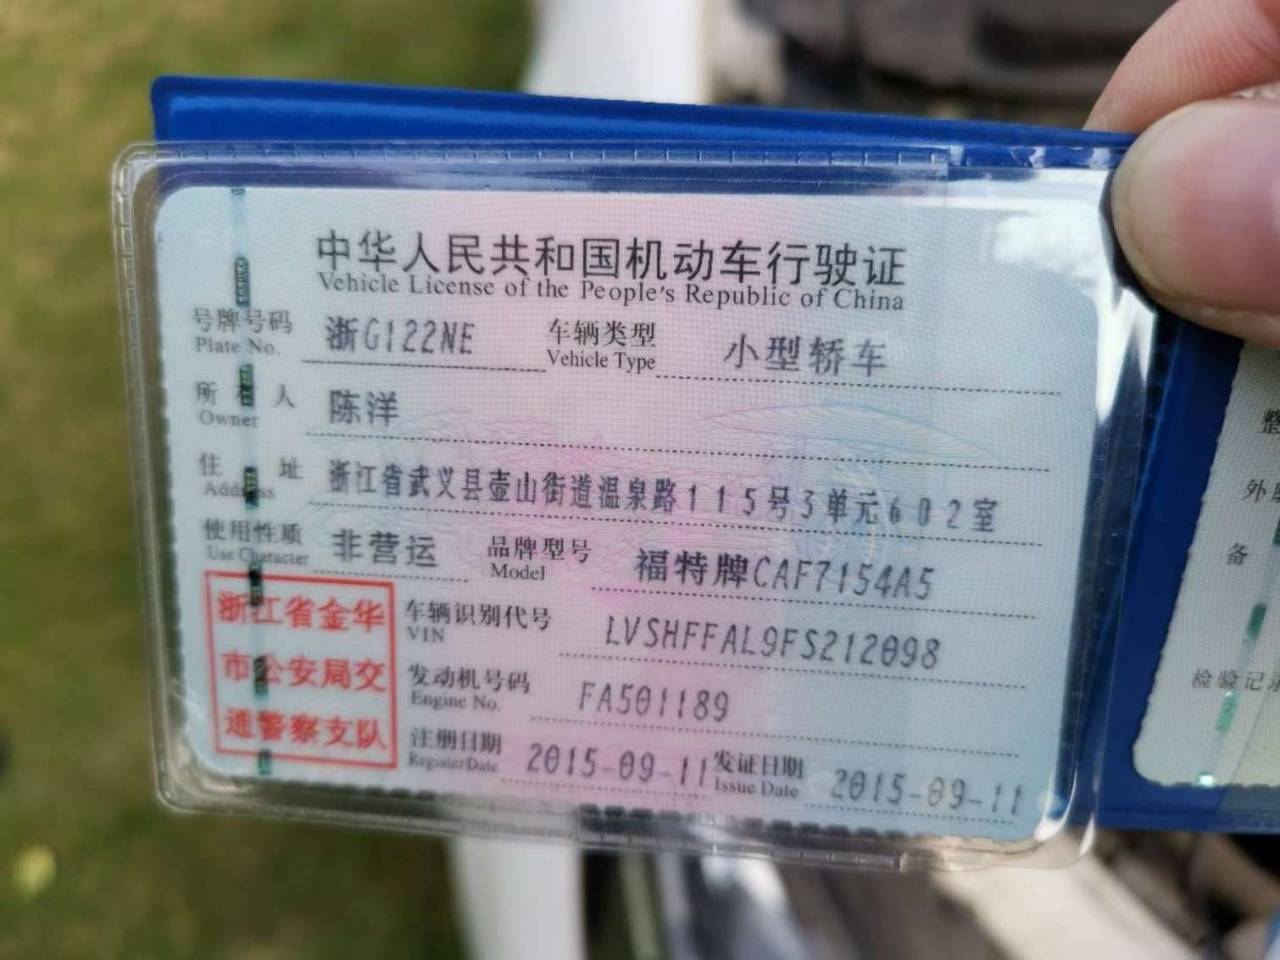 中华人民共和国机动车行驶证
Vehicle License of the People's Republic of China
号牌号码 浙G122NE 车辆类型 小型轿车
Plate No. Vehicle Type
所有人 陈洋
Owner
住址 浙江省武义县壶山街道温泉路115号3单元602室
Address
使用性质 非营运 品牌型号 福特牌CAF7154A5
Use Character Model
浙江省金华
市公安局交
通警察支队
车辆识别代号 LVSHFFAL9FS212098
VIN
发动机号码 FA501189
Engine No.
注册日期 2015-09-11 发证日期 2015-09-11
Register Date Issue Date
整
外
备
检验记录